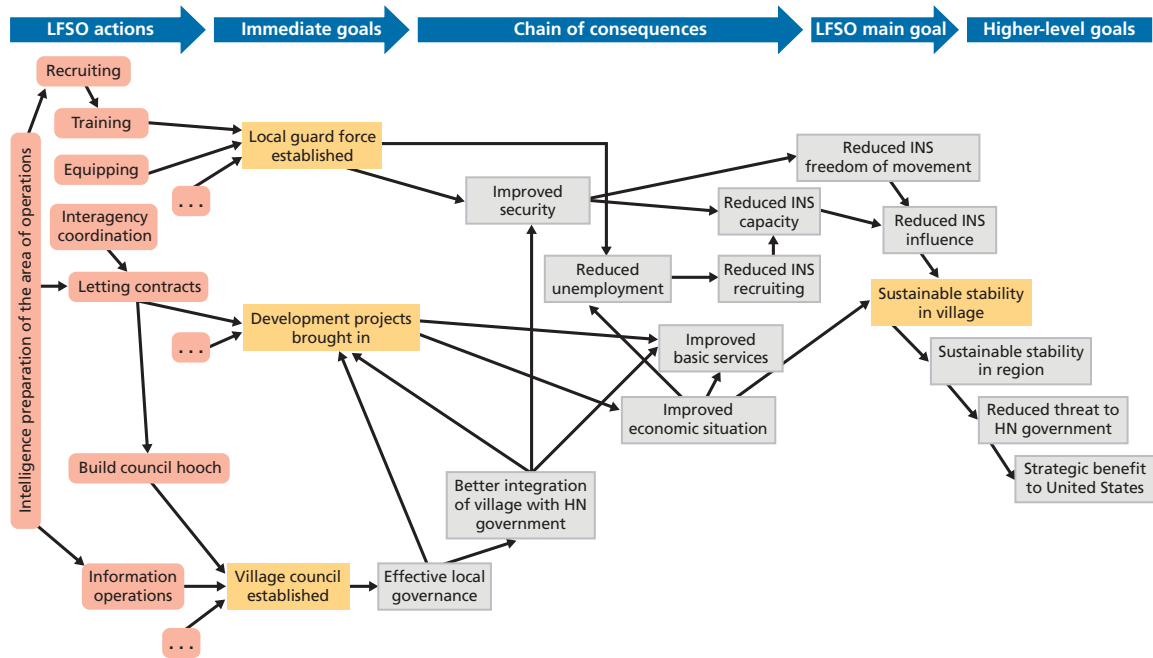 LFSO actions
Immediate goals
Chain of consequences
LFSO main goal
Higher-level goals
Intelligence preparation of the area of operations
Recruiting
Training
Equipping
. . .
Interagency
coordination
Letting contracts
. . .
Build council hooch
Information
operations
. . .
Local guard force
established
Development projects
brought in
Village council
established
Improved
security
Reduced
unemployment
Effective local
governance
Better integration
of village with HN
government
Reduced INS
freedom of movement
Reduced INS
capacity
Reduced INS
recruiting
Improved
basic services
Improved
economic situation
Reduced INS
influence
Sustainable stability
in village
Sustainable stability
in region
Reduced threat to
HN government
Strategic benefit
to United States